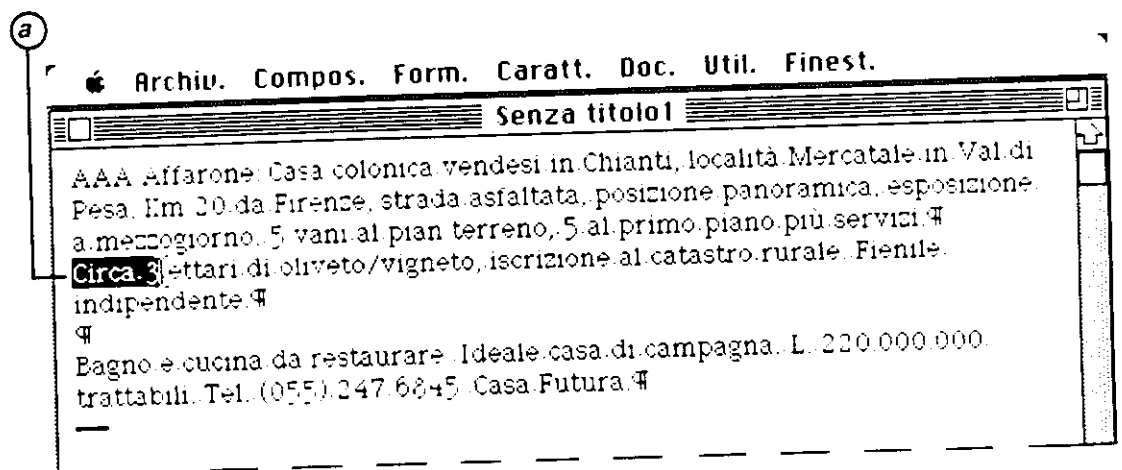 a
Archiv. Compos. Form. Caratt. Doc. Util. Finest.
Senza titolo1
AAA Affarone: Casa colonica vendesi in Chianti, località Mercatale in Val di
Pesa. Km 20 da Firenze, strada asfaltata, posizione panoramica, esposizione
a mezzogiorno. 5 vani al pian terreno, 5 al primo piano più servizi.¶
Circa 3 ettari di oliveto/vigneto, iscrizione al catastro rurale. Fienile
indipendente.¶
¶
Bagno e cucina da restaurare. Ideale casa di campagna. L. 220.000.000
trattabili. Tel. (055) 247.6845 Casa Futura.¶